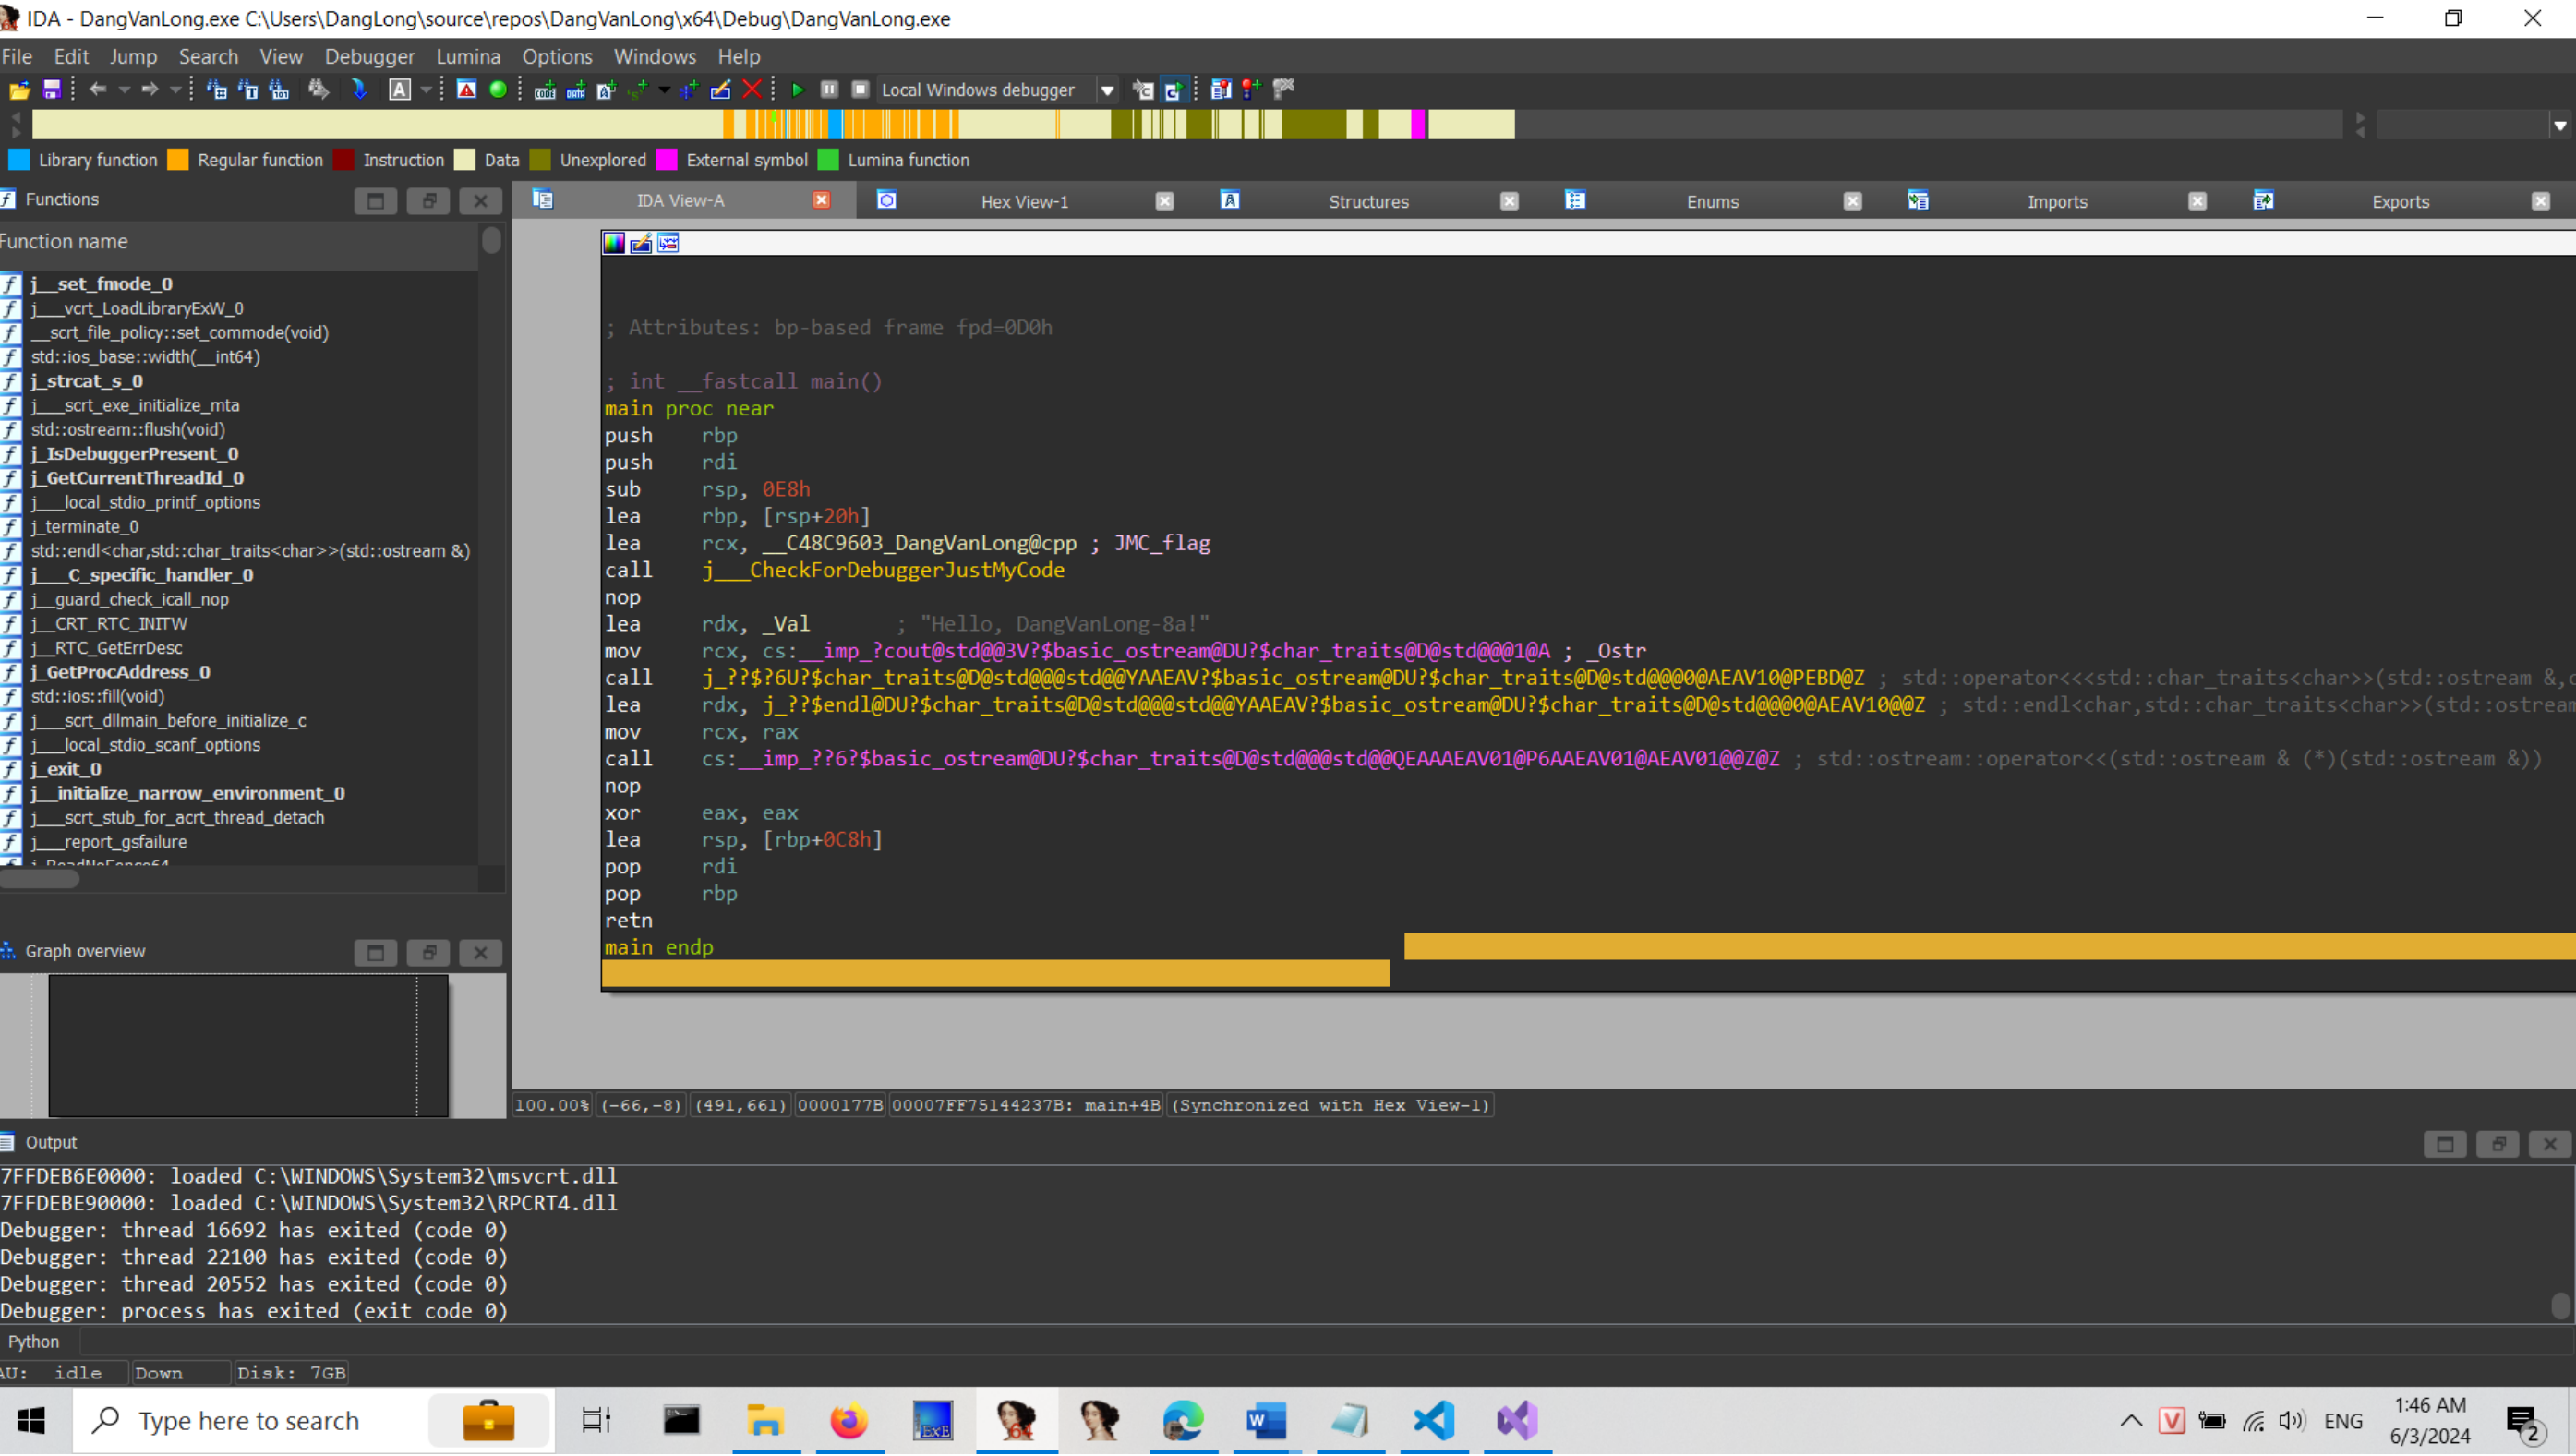 IDA - DangVanLong.exe C:\Users\DangLong\source\repos\DangVanLong\x64\Debug\DangVanLong.exe
File Edit Jump Search View Debugger Lumina Options Windows Help
Local Windows debugger
Library function Regular function Instruction Data Unexplored External symbol Lumina function
Functions
IDA View-A Hex View-1 Structures Enums Imports Exports
Function name
j__set_fmode_0
j___vcrt_LoadLibraryExW_0
__scrt_file_policy::set_commode(void)
std::ios_base::width(__int64)
j_strcat_s_0
j___scrt_exe_initialize_mta
std::ostream::flush(void)
j_IsDebuggerPresent_0
j_GetCurrentThreadId_0
j___local_stdio_printf_options
j_terminate_0
std::endl<char,std::char_traits<char>>(std::ostream &)
j___C_specific_handler_0
j__guard_check_icall_nop
j__CRT_RTC_INITW
j__RTC_GetErrDesc
j_GetProcAddress_0
std::ios::fill(void)
j___scrt_dllmain_before_initialize_c
j___local_stdio_scanf_options
j_exit_0
j__initialize_narrow_environment_0
j___scrt_stub_for_acrt_thread_detach
j___report_gsfailure
; Attributes: bp-based frame fpd=0D0h
; int __fastcall main()
main proc near
push rbp
push rdi
sub rsp, 0E8h
lea rbp, [rsp+20h]
lea rcx, __C48C9603_DangVanLong@cpp ; JMC_flag
call j___CheckForDebuggerJustMyCode
nop
lea rdx, _Val ; "Hello, DangVanLong-8a!"
mov rcx, cs:__imp_?cout@std@@3V?$basic_ostream@DU?$char_traits@D@std@@@1@A ; _Ostr
call j_??$?6U?$char_traits@D@std@@@std@@YAAEAV?$basic_ostream@DU?$char_traits@D@std@@@0@AEAV10@PEBD@Z ; std::operator<<<std::char_traits<char>>(std::ostream &,c
lea rdx, j_??$endl@DU?$char_traits@D@std@@@std@@YAAEAV?$basic_ostream@DU?$char_traits@D@std@@@0@AEAV10@@Z ; std::endl<char,std::char_traits<char>>(std::ostream
mov rcx, rax
call cs:__imp_??6?$basic_ostream@DU?$char_traits@D@std@@@std@@QEAAAEAV01@P6AAEAV01@AEAV01@@Z@Z ; std::ostream::operator<<(std::ostream & (*)(std::ostream &))
nop
xor eax, eax
lea rsp, [rbp+0C8h]
pop rdi
pop rbp
retn
main endp
Graph overview
100.00% (-66,-8) (491,661) 0000177B 00007FF75144237B: main+4B (Synchronized with Hex View-1)
Output
7FFDEB6E0000: loaded C:\WINDOWS\System32\msvcrt.dll
7FFDEBE90000: loaded C:\WINDOWS\System32\RPCRT4.dll
Debugger: thread 16692 has exited (code 0)
Debugger: thread 22100 has exited (code 0)
Debugger: thread 20552 has exited (code 0)
Debugger: process has exited (exit code 0)
Python
AU: idle Down Disk: 7GB
Type here to search
ENG
1:46 AM
6/3/2024
2